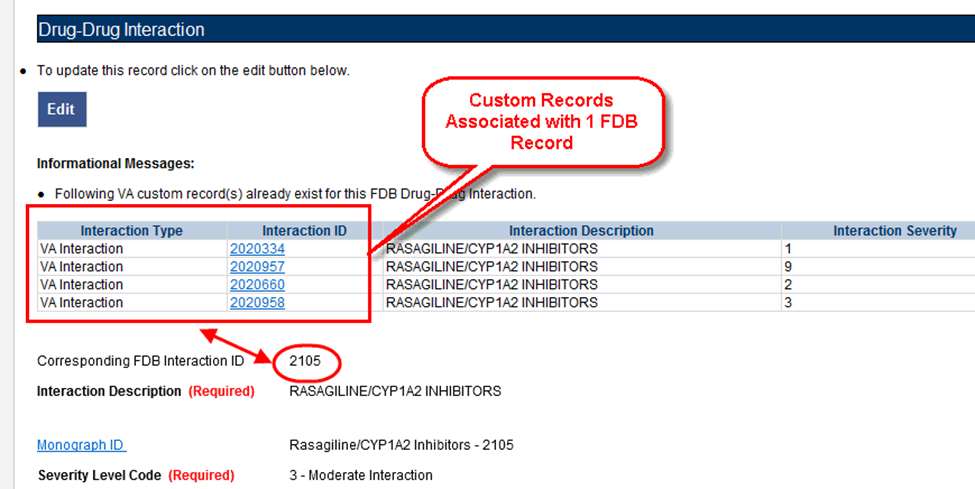 Drug-Drug Interaction
To update this record click on the edit button below.
Edit
Custom Records
Associated with 1 FDB
Record
Informational Messages:
Following VA custom record(s) already exist for this FDB Drug-Drug Interaction.
Interaction Type Interaction ID Interaction Description Interaction Severity
VA Interaction 2020334 RASAGILINE/CYP1A2 INHIBITORS 1
VA Interaction 2020957 RASAGILINE/CYP1A2 INHIBITORS 9
VA Interaction 2020660 RASAGILINE/CYP1A2 INHIBITORS 2
VA Interaction 2020958 RASAGILINE/CYP1A2 INHIBITORS 3
Corresponding FDB Interaction ID 2105
Interaction Description (Required) RASAGILINE/CYP1A2 INHIBITORS
Monograph ID Rasagiline/CYP1A2 Inhibitors - 2105
Severity Level Code (Required) 3 - Moderate Interaction